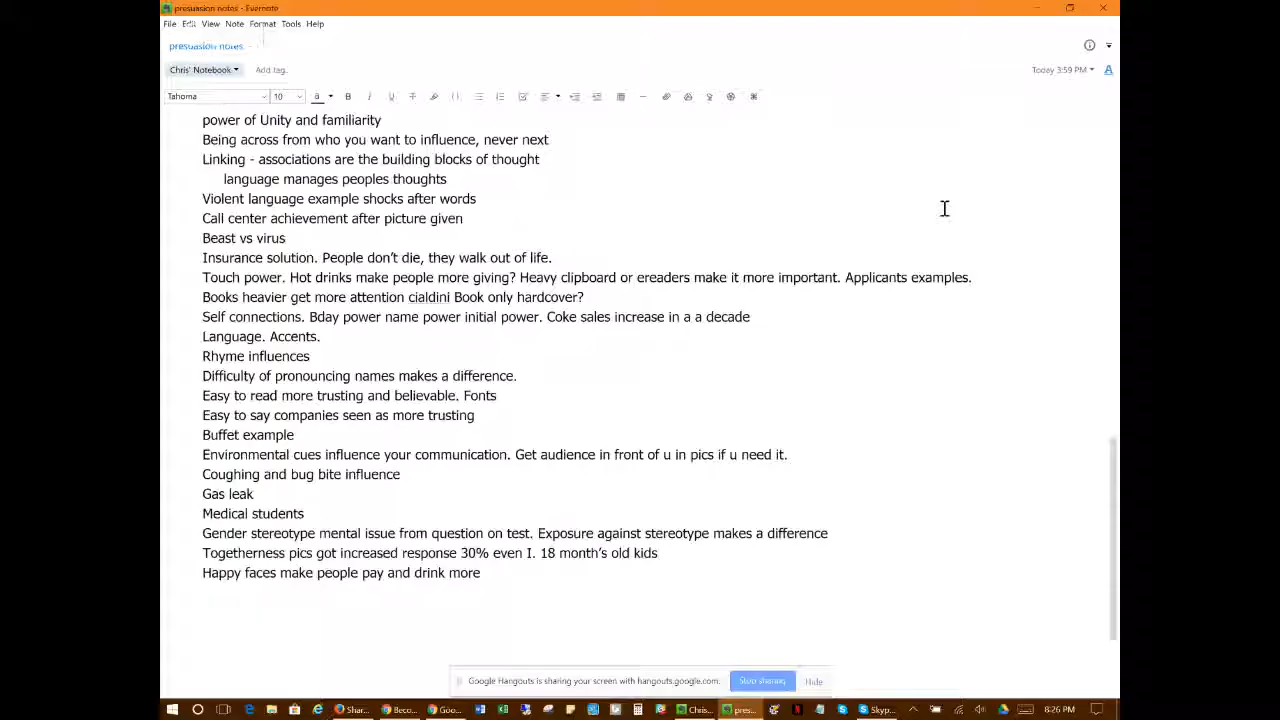 presuasion notes - Evernote
File Edit View Note Format Tools Help
presuasion notes
Chris' Notebook Add tag..
Today 3:59 PM
Tahoma 10
power of Unity and familiarity
Being across from who you want to influence, never next
Linking - associations are the building blocks of thought
language manages peoples thoughts
Violent language example shocks after words
Call center achievement after picture given
Beast vs virus
Insurance solution. People don't die, they walk out of life.
Touch power. Hot drinks make people more giving? Heavy clipboard or ereaders make it more important. Applicants examples.
Books heavier get more attention cialdini Book only hardcover?
Self connections. Bday power name power initial power. Coke sales increase in a a decade
Language. Accents.
Rhyme influences
Difficulty of pronouncing names makes a difference.
Easy to read more trusting and believable. Fonts
Easy to say companies seen as more trusting
Buffet example
Environmental cues influence your communication. Get audience in front of u in pics if u need it.
Coughing and bug bite influence
Gas leak
Medical students
Gender stereotype mental issue from question on test. Exposure against stereotype makes a difference
Togetherness pics got increased response 30% even I. 18 month's old kids
Happy faces make people pay and drink more
Google Hangouts is sharing your screen with hangouts.google.com. Stop sharing Hide
Shar... Beco... Goo... Chris... pres... Skyp... 8:26 PM